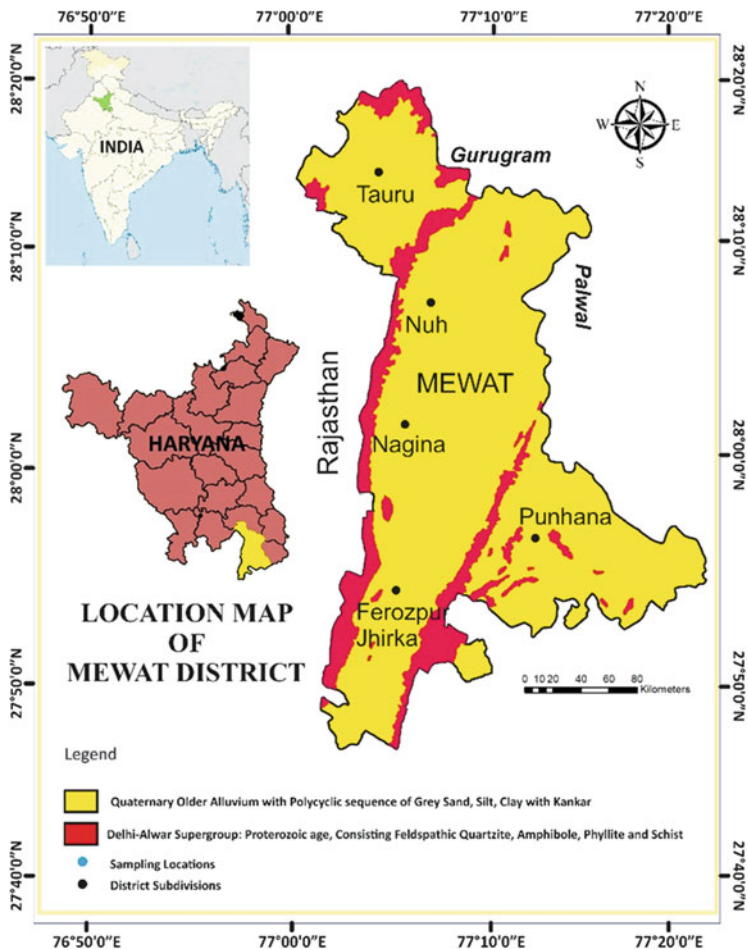 76°50'0"E 77°0'0"E 77°10'0"E 77°20'0"E
28°20'0"N
28°20'0"N
INDIA
N
W E
S
Gurugram
Tauru
28°10'0"N
28°10'0"N
Palwal
Nuh
Rajasthan
MEWAT
HARYANA
Nagina
28°0'0"N
28°0'0"N
Punhana
LOCATION MAP
OF
MEWAT DISTRICT
Ferozpur
Jhirka
27°50'0"N
27°50'0"N
0 10 20 40 60 80
Kilometers
Legend
Quaternary Older Alluvium with Polycyclic sequence of Grey Sand, Silt, Clay with Kankar
Delhi-Alwar Supergroup: Proterozoic age, Consisting Feldspathic Quartzite, Amphibole, Phyllite and Schist
Sampling Locations
District Subdivisions
27°40'0"N
27°40'0"N
76°50'0"E 77°0'0"E 77°10'0"E 77°20'0"E